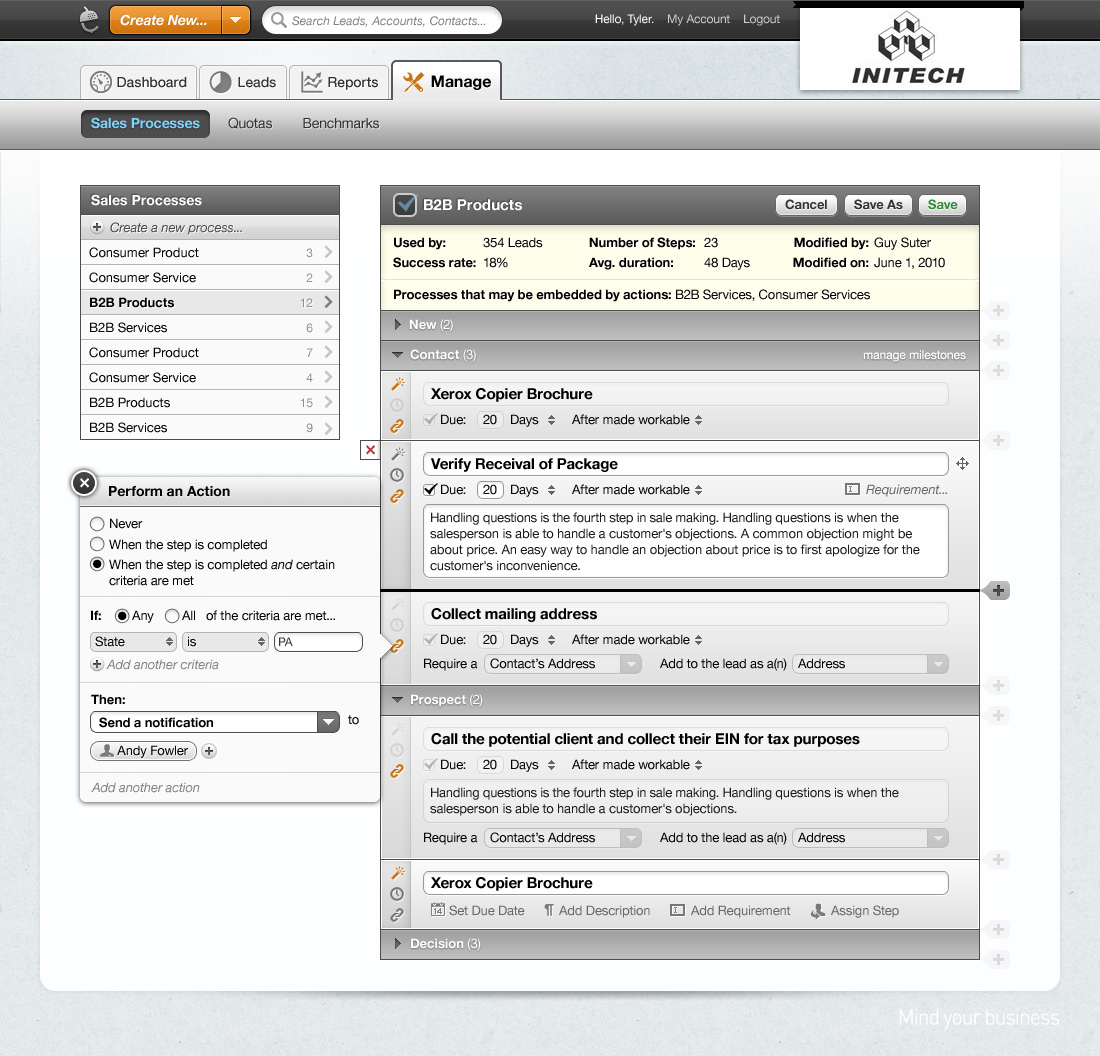 Create New...
Search Leads, Accounts, Contacts...
Hello, Tyler. My Account Logout
INITECH
Dashboard Leads Reports Manage
Sales Processes Quotas Benchmarks
Sales Processes
Create a new process...
Consumer Product 3
Consumer Service 2
B2B Products 12
B2B Services 6
Consumer Product 7
Consumer Service 4
B2B Products 15
B2B Services 9
Perform an Action
Never
When the step is completed
When the step is completed and certain
criteria are met
If: Any All of the criteria are met...
State is PA
Add another criteria
Then:
Send a notification to
Andy Fowler
Add another action
B2B Products Cancel Save As Save
Used by: 354 Leads Number of Steps: 23 Modified by: Guy Suter
Success rate: 18% Avg. duration: 48 Days Modified on: June 1, 2010
Processes that may be embedded by actions: B2B Services, Consumer Services
New (2)
Contact (3) manage milestones
Xerox Copier Brochure
Due: 20 Days After made workable
Verify Receival of Package
Due: 20 Days After made workable Requirement...
Handling questions is the fourth step in sale making. Handling questions is when the
salesperson is able to handle a customer's objections. A common objection might be
about price. An easy way to handle an objection about price is to first apologize for the
customer's inconvenience.
Collect mailing address
Due: 20 Days After made workable
Require a Contact's Address Add to the lead as a(n) Address
Prospect (2)
Call the potential client and collect their EIN for tax purposes
Due: 20 Days After made workable
Handling questions is the fourth step in sale making. Handling questions is when the
salesperson is able to handle a customer's objections.
Require a Contact's Address Add to the lead as a(n) Address
Xerox Copier Brochure
14 Set Due Date Add Description Add Requirement Assign Step
Decision (3)
Mind your business